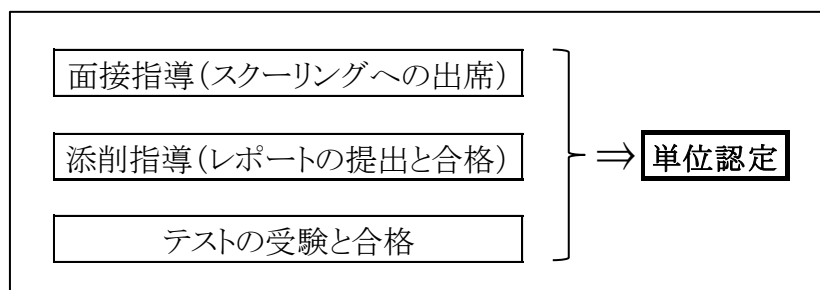 面接指導（スクーリングへの出席）
添削指導（レポートの提出と合格）
⇒ 単位認定
テストの受験と合格